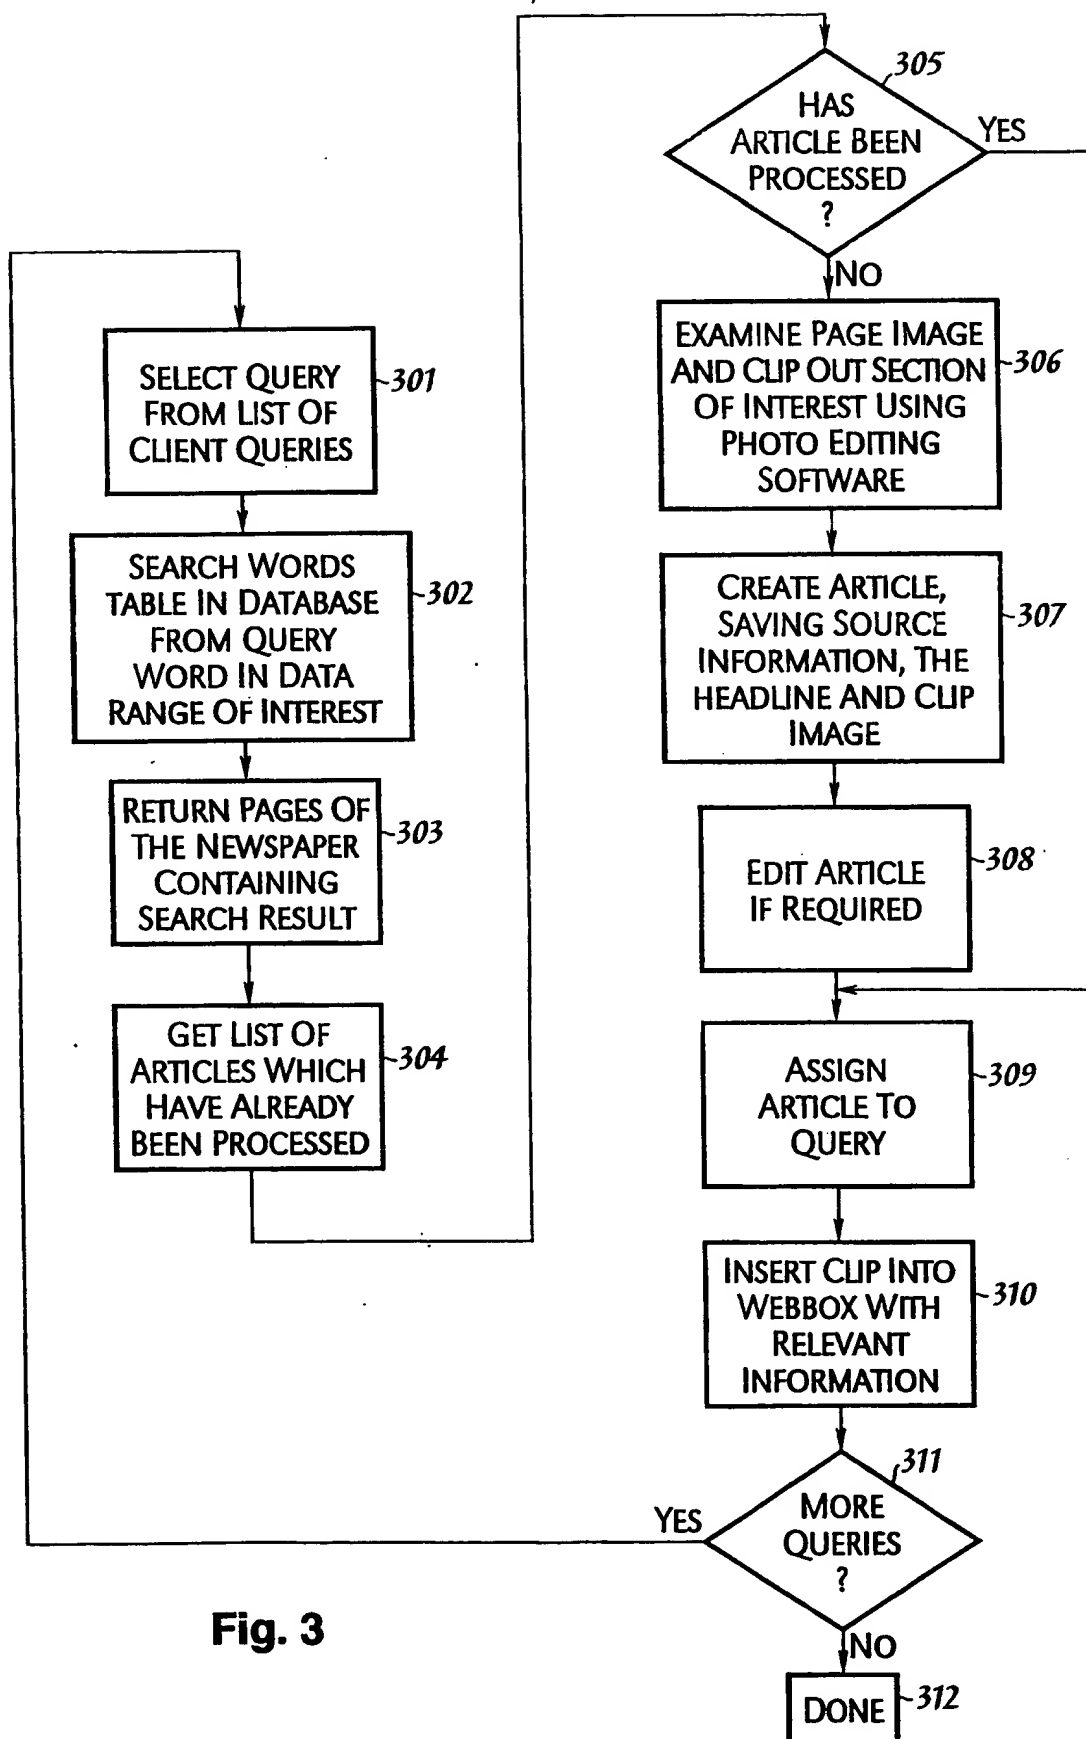 SELECT QUERY
FROM LIST OF
CLIENT QUERIES
301
SEARCH WORDS
TABLE IN DATABASE
FROM QUERY
WORD IN DATA
RANGE OF INTEREST
302
RETURN PAGES OF
THE NEWSPAPER
CONTAINING
SEARCH RESULT
303
GET LIST OF
ARTICLES WHICH
HAVE ALREADY
BEEN PROCESSED
304
305
HAS
ARTICLE BEEN
PROCESSED
?
YES
NO
EXAMINE PAGE IMAGE
AND CLIP OUT SECTION
OF INTEREST USING
PHOTO EDITING
SOFTWARE
306
CREATE ARTICLE,
SAVING SOURCE
INFORMATION, THE
HEADLINE AND CLIP
IMAGE
307
EDIT ARTICLE
IF REQUIRED
308
ASSIGN
ARTICLE TO
QUERY
309
INSERT CLIP INTO
WEBBOX WITH
RELEVANT
INFORMATION
310
311
MORE
QUERIES
?
YES
NO
DONE
312
Fig. 3